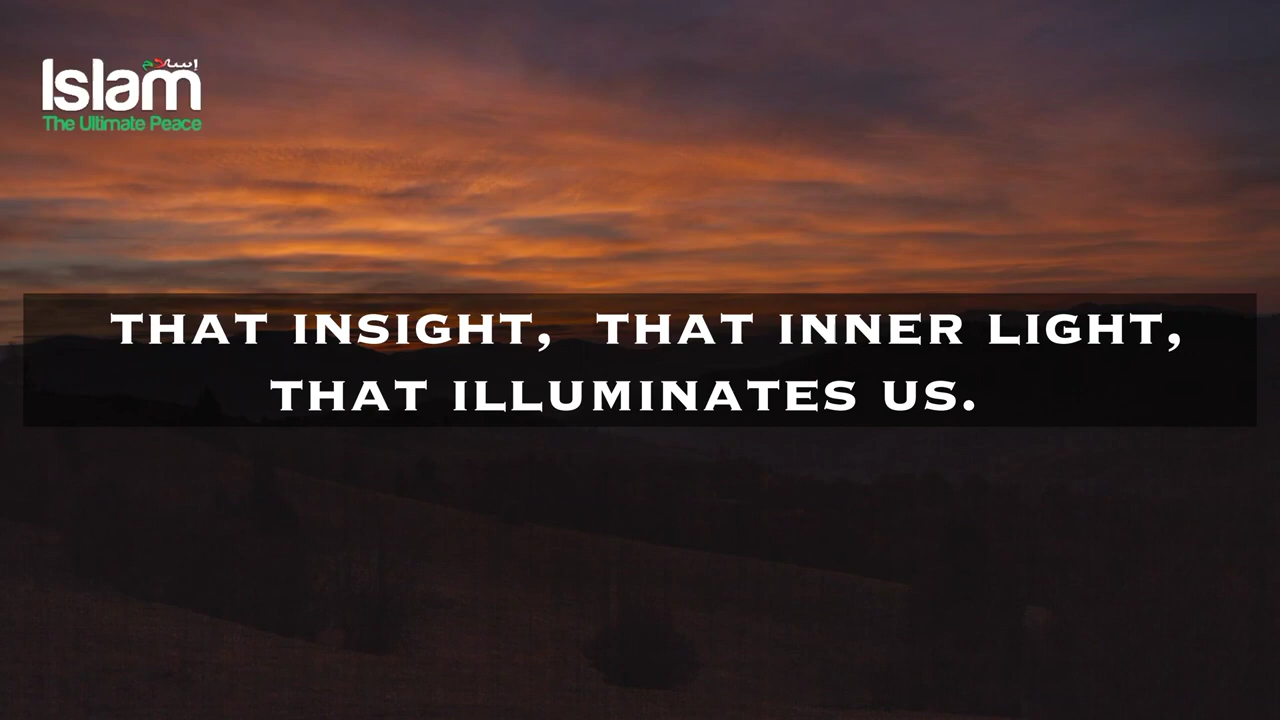 إسلام
Islam
The Ultimate Peace
THAT INSIGHT, THAT INNER LIGHT,
THAT ILLUMINATES US.